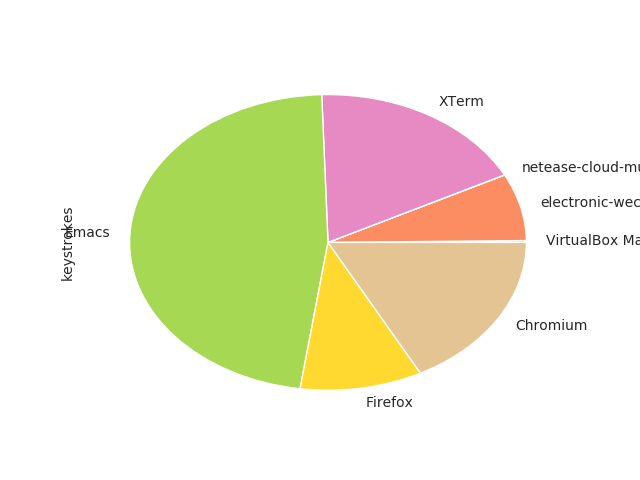 XTerm
netease-cloud-mu
electronic-wec
VirtualBox Ma
emacs
keystrokes
Chromium
Firefox